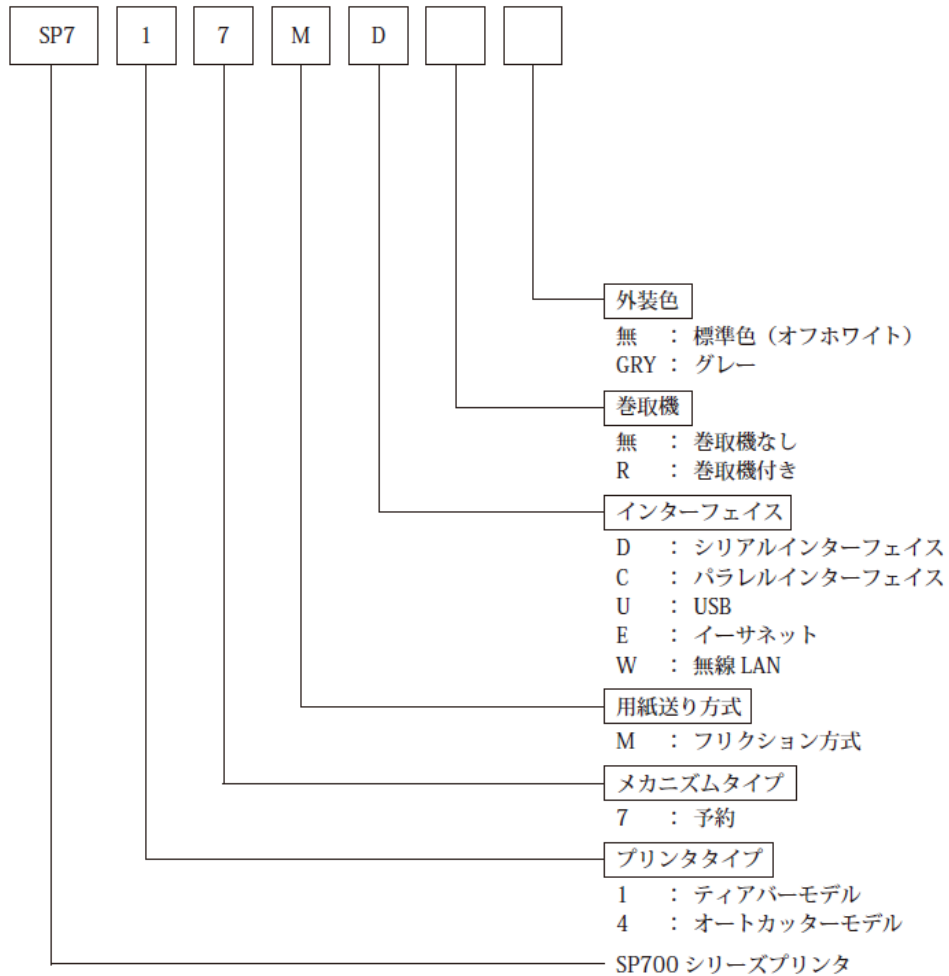 SP7 1 7 M D
外装色
無 : 標準色（オフホワイト）
GRY : グレー
巻取機
無 : 巻取機なし
R : 巻取機付き
インターフェイス
D : シリアルインターフェイス
C : パラレルインターフェイス
U : USB
E : イーサネット
W : 無線 LAN
用紙送り方式
M : フリクション方式
メカニズムタイプ
7 : 予約
プリンタタイプ
1 : ティアバーモデル
4 : オートカッターモデル
SP700 シリーズプリンタ